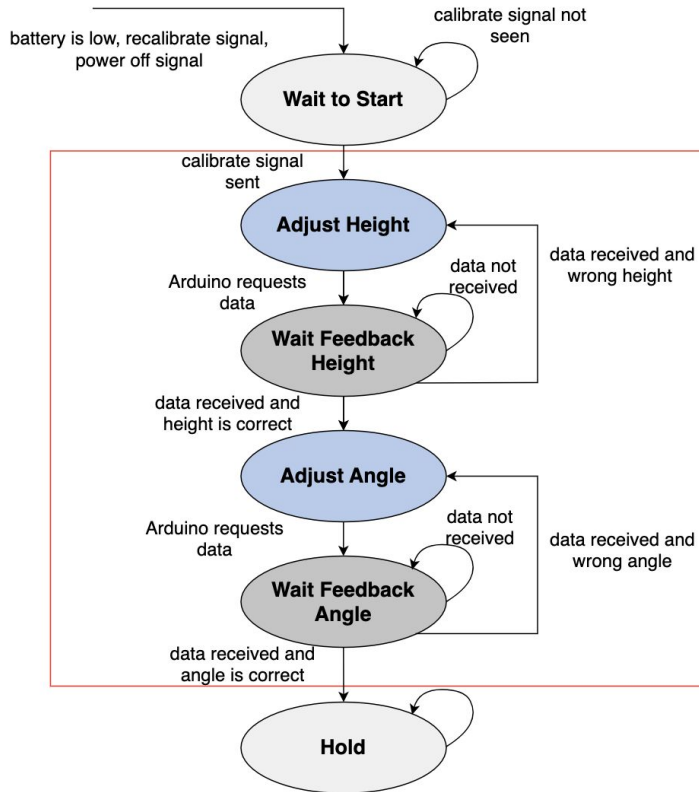 calibrate signal not
seen
battery is low, recalibrate signal,
power off signal
Wait to Start
calibrate signal
sent
Adjust Height
data received and
wrong height
Arduino requests
data
data not
received
Wait Feedback
Height
data received and
height is correct
Adjust Angle
Arduino requests
data
data not
received
data received and
wrong angle
Wait Feedback
Angle
data received and
angle is correct
Hold